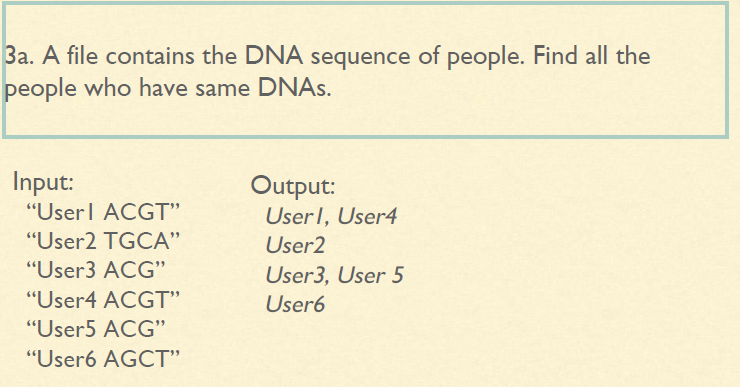 3a. A file contains the DNA sequence of people. Find all the
people who have same DNAs.
Input:
“User1 ACGT”
“User2 TGCA”
“User3 ACG”
“User4 ACGT”
“User5 ACG”
“User6 AGCT”
Output:
User1, User4
User2
User3, User 5
User6